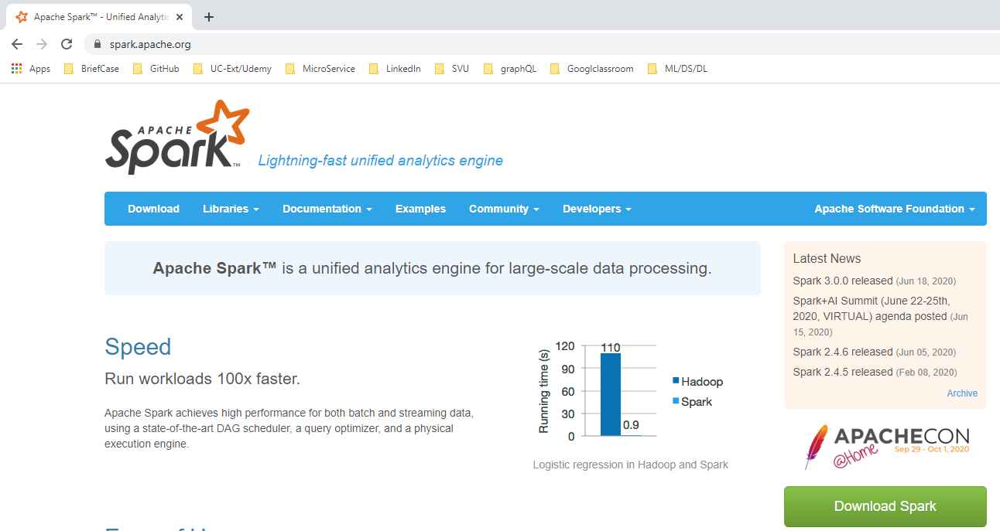 Apache Spark™ - Unified Analytic
spark.apache.org
Apps BriefCase GitHub UC-Ext/Udemy MicroService LinkedIn SVU graphQL Googlclassroom ML/DS/DL
APACHE
Spark™
Lightning-fast unified analytics engine
Download Libraries Documentation Examples Community Developers Apache Software Foundation
Apache Spark™ is a unified analytics engine for large-scale data processing.
Speed
Run workloads 100x faster.
Apache Spark achieves high performance for both batch and streaming data,
using a state-of-the-art DAG scheduler, a query optimizer, and a physical
execution engine.
Running time (s)
120
90
60
30
0
110
0.9
Hadoop
Spark
Logistic regression in Hadoop and Spark
Latest News
Spark 3.0.0 released (Jun 18, 2020)
Spark+AI Summit (June 22-25th,
2020, VIRTUAL) agenda posted (Jun
15, 2020)
Spark 2.4.6 released (Jun 05, 2020)
Spark 2.4.5 released (Feb 08, 2020)
Archive
APACHECON
@Home Sep 29 - Oct 1, 2020
Download Spark